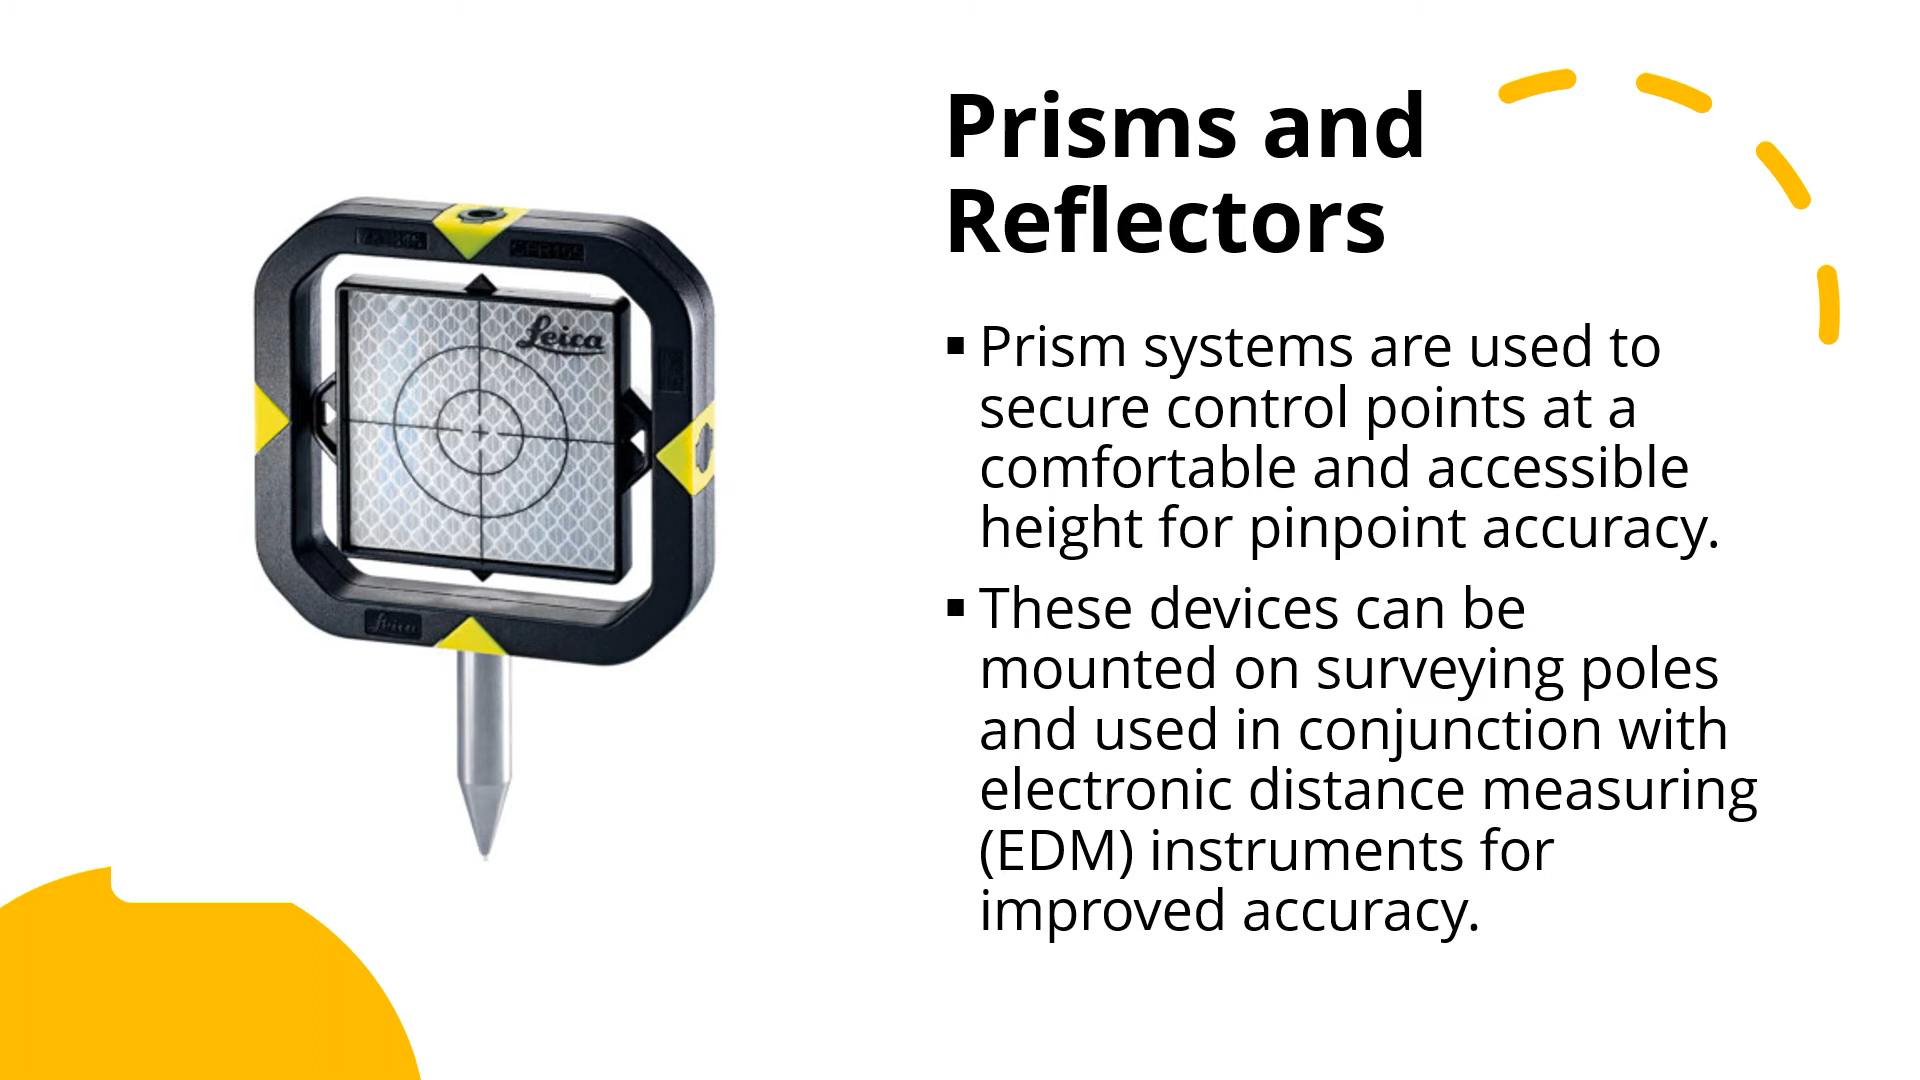 Prisms and
Reflectors
Leica
▪ Prism systems are used to
secure control points at a
comfortable and accessible
height for pinpoint accuracy.
▪ These devices can be
mounted on surveying poles
and used in conjunction with
electronic distance measuring
(EDM) instruments for
improved accuracy.
Leica